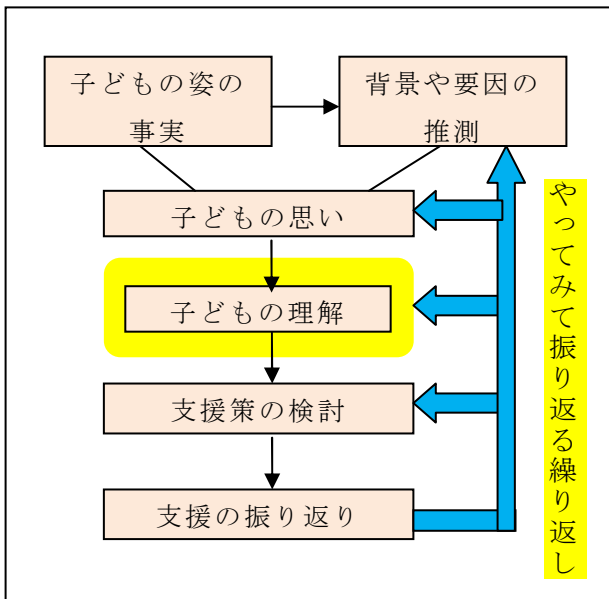 子どもの姿の
事実
背景や要因の
推測
子どもの思い
子どもの理解
支援策の検討
支援の振り返り
やってみて振り返る繰り返し